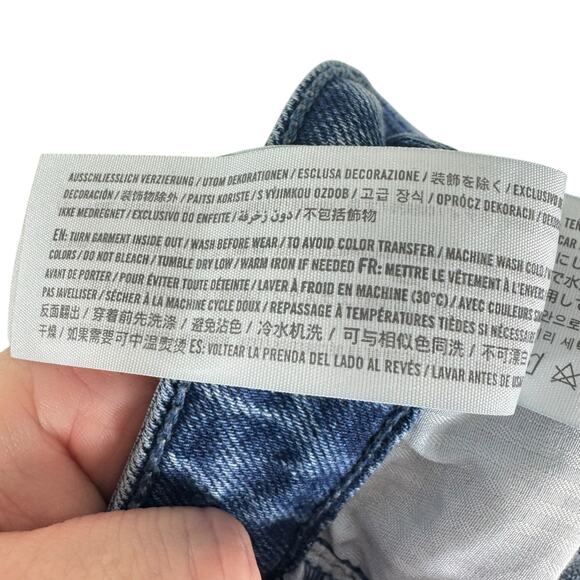 AUSSCHLIESSLICH VERZIERUNG / UTOM DEKORATIONEN / ESCLUSA DECORAZIONE / 装飾を除く / EXCLUSIVO
DECORACIÓN / 装饰物除外 / PAITSI KORISTE / S VÝJIMKOU OZDOB / 고급 장식 / OPRÓCZ DEKORACJI /
IKKE MEDREGNET / EXCLUSIVO DO ENFEITE / دون زخرفة / 不包括飾物
EN: TURN GARMENT INSIDE OUT / WASH BEFORE WEAR / TO AVOID COLOR TRANSFER / MACHINE WASH COLD
COLORS / DO NOT BLEACH / TUMBLE DRY LOW / WARM IRON IF NEEDED FR: METTRE LE VÊTEMENT À L'ENVERS
AVANT DE PORTER / POUR ÉVITER TOUTE DÉTEINTE / LAVER À FROID EN MACHINE (30°C) / AVEC COULEURS
PAS JAVELLISER / SÉCHER À LA MACHINE CYCLE DOUX / REPASSAGE À TEMPÉRATURES TIÈDES SI NÉCESSAIRE
反面翻出 / 穿着前先洗涤 / 避免沾色 / 冷水机洗 / 可与相似色同洗 / 不可漂白
干燥 / 如果需要可中温熨烫 ES: VOLTEAR LA PRENDA DEL LADO AL REVÉS / LAVAR ANTES DE